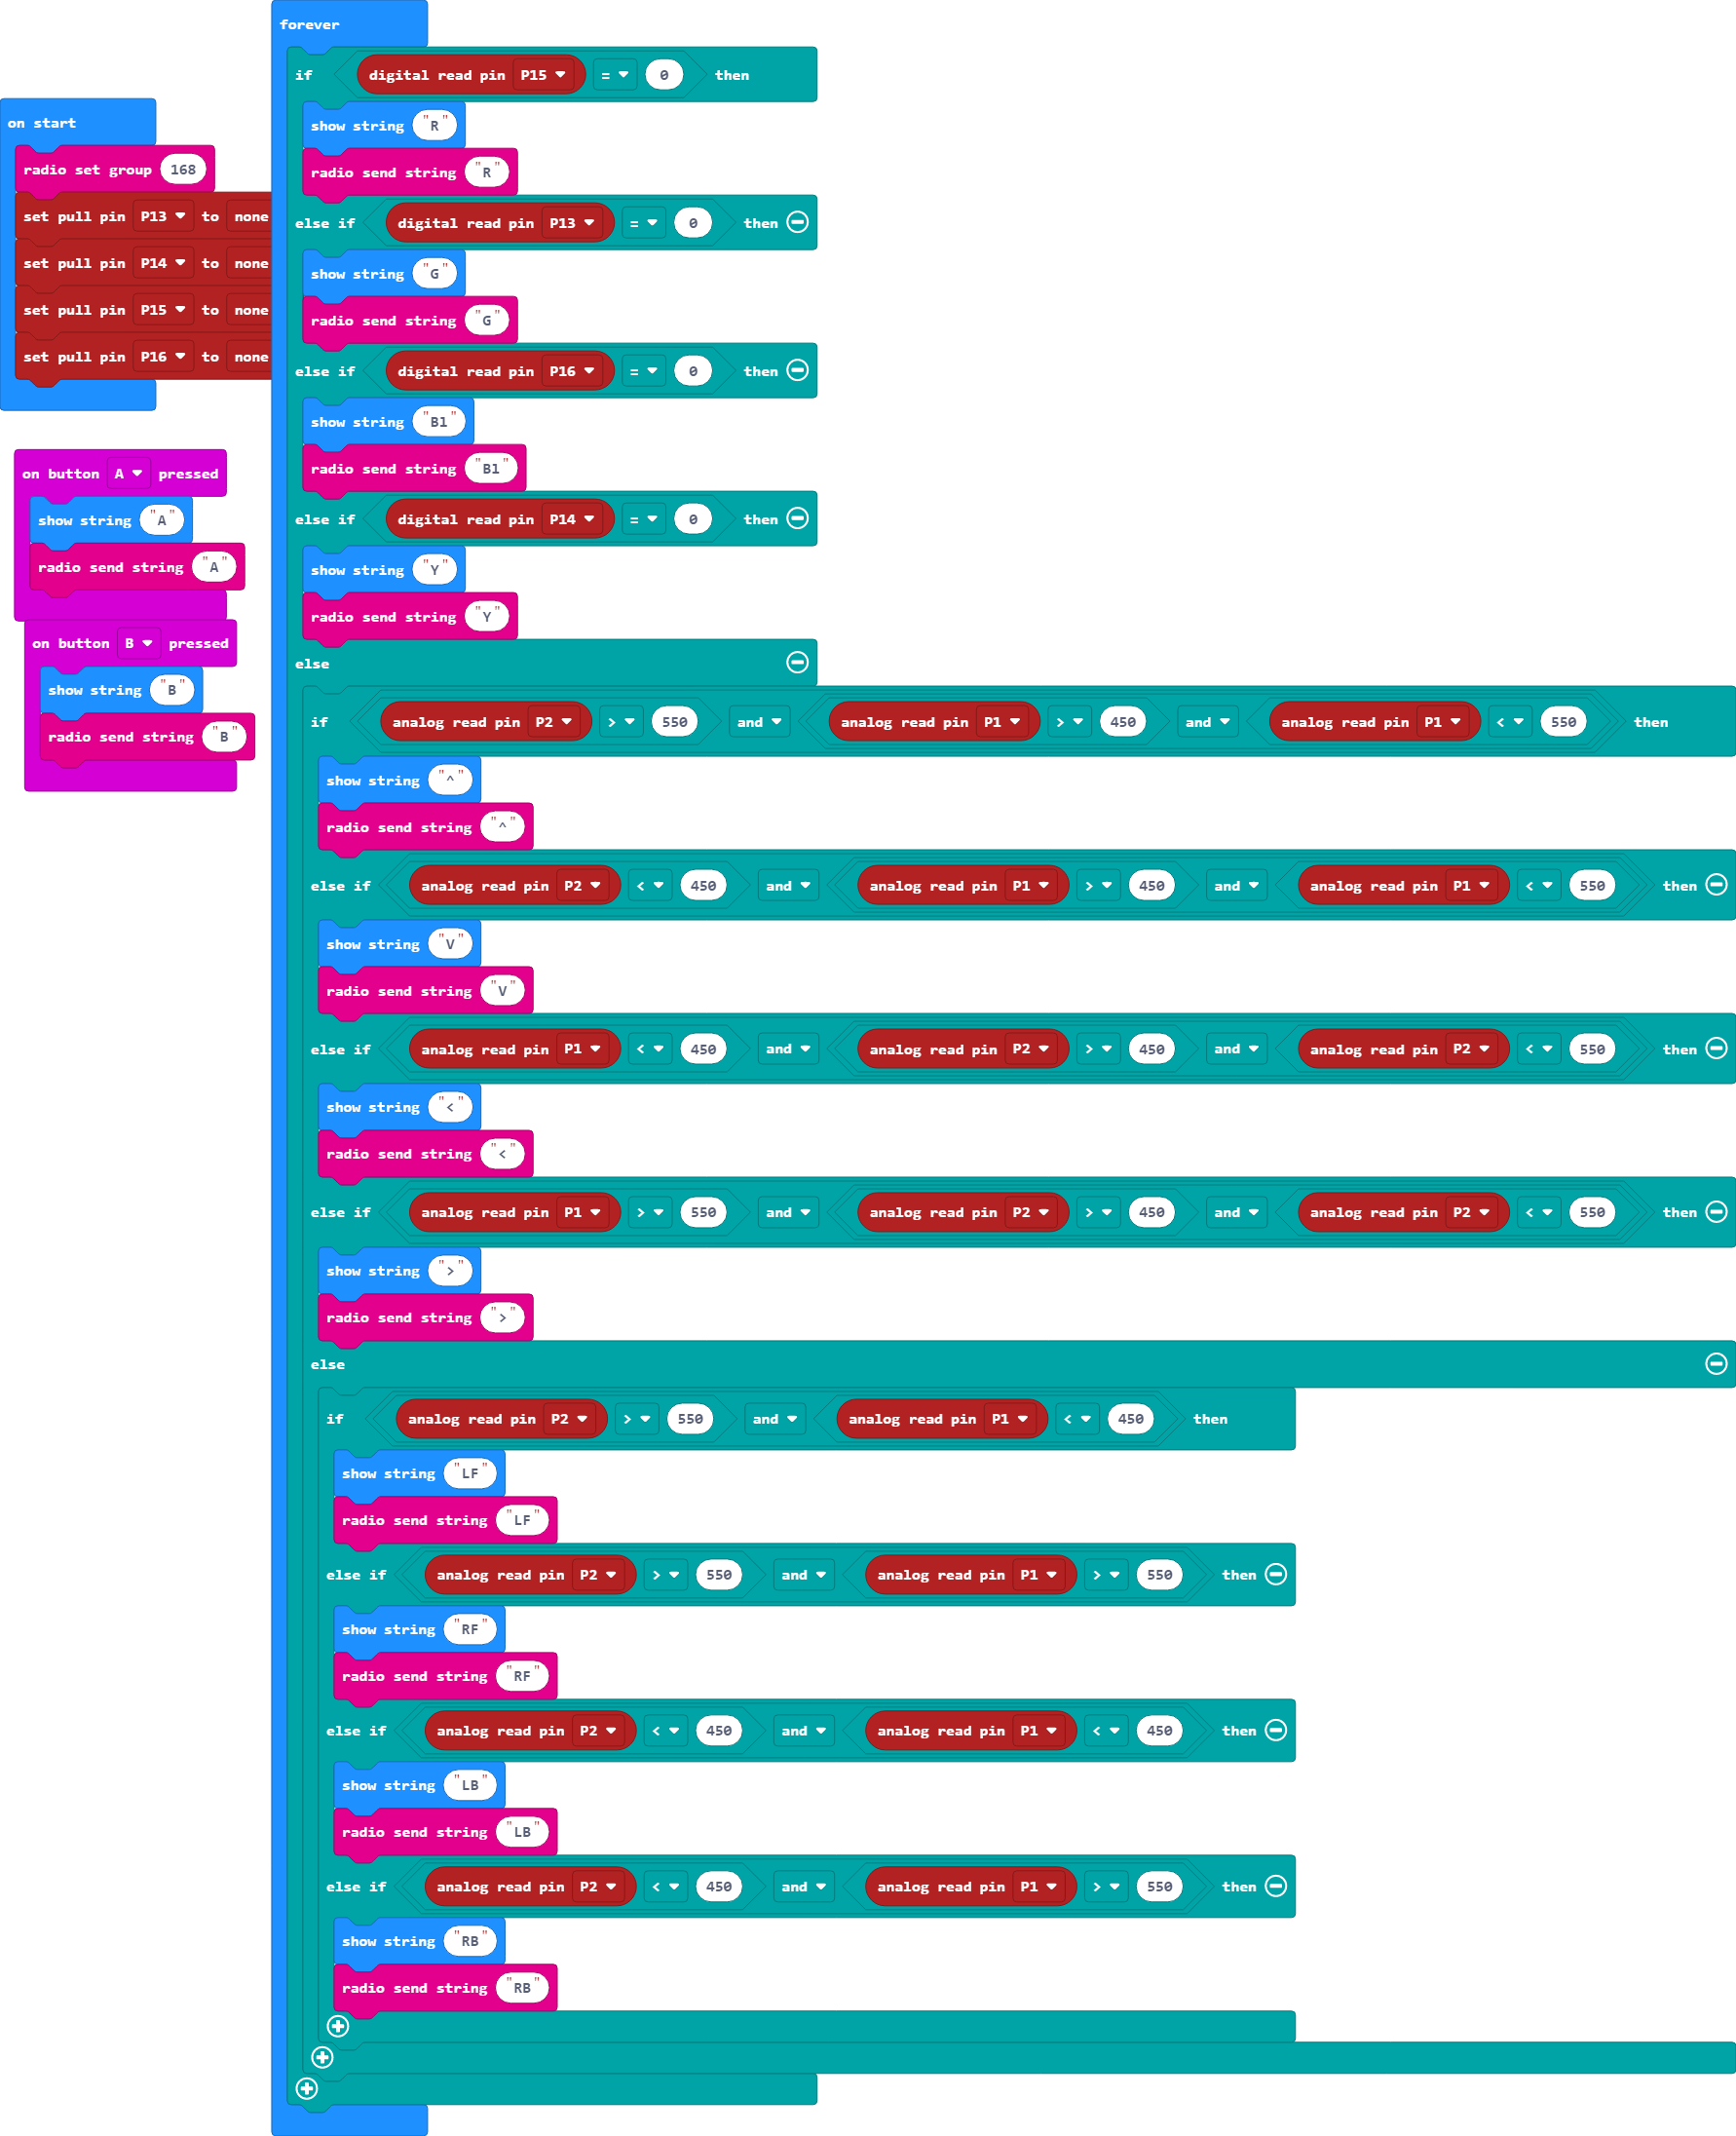 on start
radio set group 168
set pull pin P13 to none
set pull pin P14 to none
set pull pin P15 to none
set pull pin P16 to none
on button A pressed
show string "A"
radio send string "A"
on button B pressed
show string "B"
radio send string "B"
forever
if digital read pin P15 = 0 then
show string "R"
radio send string "R"
else if digital read pin P13 = 0 then
show string "G"
radio send string "G"
else if digital read pin P16 = 0 then
show string "Bl"
radio send string "Bl"
else if digital read pin P14 = 0 then
show string "Y"
radio send string "Y"
else
if analog read pin P2 > 550 and analog read pin P1 > 450 and analog read pin P1 < 550 then
show string "^"
radio send string "^"
else if analog read pin P2 < 450 and analog read pin P1 > 450 and analog read pin P1 < 550 then
show string "V"
radio send string "V"
else if analog read pin P1 < 450 and analog read pin P2 > 450 and analog read pin P2 < 550 then
show string "<"
radio send string "<"
else if analog read pin P1 > 550 and analog read pin P2 > 450 and analog read pin P2 < 550 then
show string ">"
radio send string ">"
else
if analog read pin P2 > 550 and analog read pin P1 < 450 then
show string "LF"
radio send string "LF"
else if analog read pin P2 > 550 and analog read pin P1 > 550 then
show string "RF"
radio send string "RF"
else if analog read pin P2 < 450 and analog read pin P1 < 450 then
show string "LB"
radio send string "LB"
else if analog read pin P2 < 450 and analog read pin P1 > 550 then
show string "RB"
radio send string "RB"